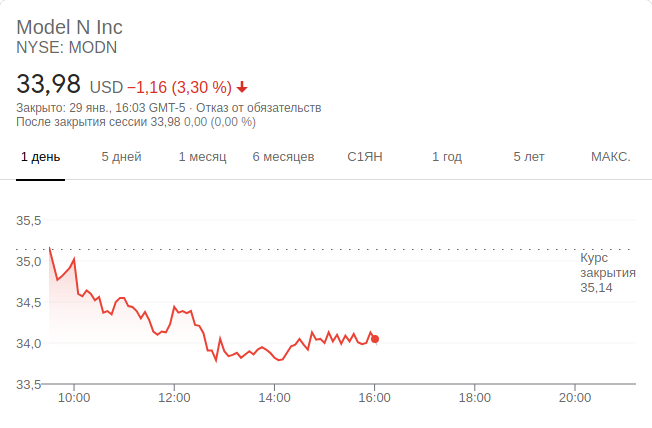 Model N Inc
NYSE: MODN
33,98 USD −1,16 (3,30 %)
Закрыто: 29 янв., 16:03 GMT-5 · Отказ от обязательств
После закрытия сессии 33,98 0,00 (0,00 %)
1 день 5 дней 1 месяц 6 месяцев С1ЯН 1 год 5 лет МАКС.
35,5
35,0
34,5
34,0
33,5
Курс
закрытия
35,14
10:00 12:00 14:00 16:00 18:00 20:00